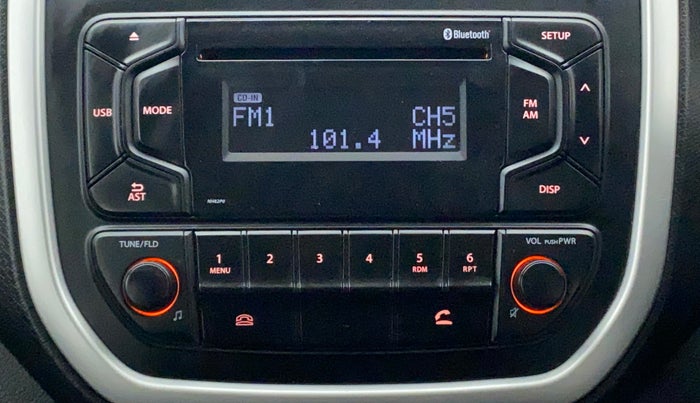 Bluetooth
SETUP
USB
MODE
CD-IN
FM1 CH5
101.4 MHz
FM
AM
AST
DISP
TUNE/FLD
VOL PUSH PWR
1 2 3 4 5 6
MENU RDM RPT